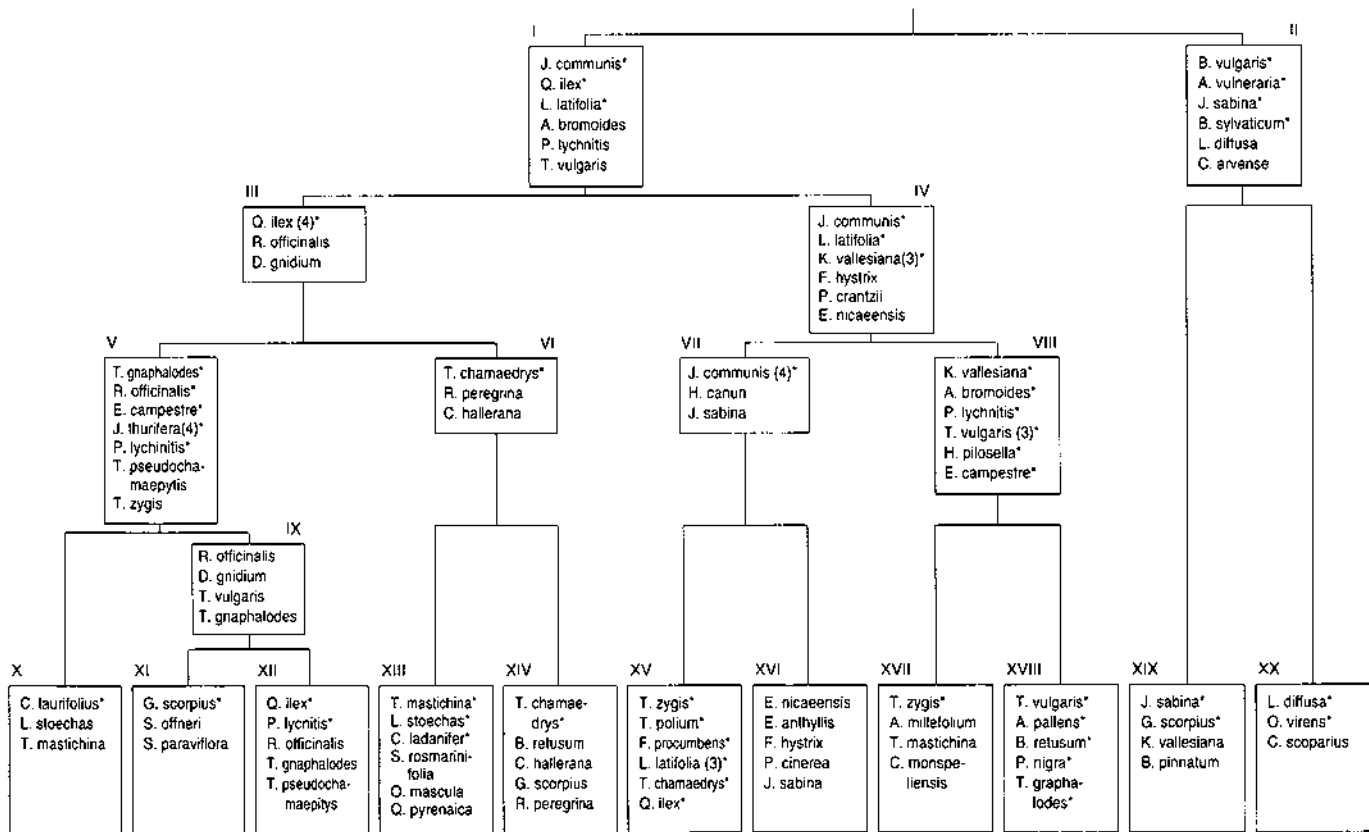 I
J. communis*
Q. ilex*
L. latifolia*
A. bromoides
P. lychnitis
T. vulgaris
II
B. vulgaris*
A. vulneraria*
J. sabina*
B. sylvaticum*
L. diffusa
C. arvense
III
Q. ilex (4)*
R. officinalis
D. gnidium
IV
J. communis*
L. latifolia*
K. vallesiana(3)*
F. hystrix
P. crantzii
E. nicaeensis
V
T. gnaphalodes*
R. officinalis*
E. campestre*
J. thurifera(4)*
P. lychinitis*
T. pseudocha-
maepytis
T. zygis
VI
T. chamaedrys*
R. peregrina
C. hallerana
VII
J. communis (4)*
H. canun
J. sabina
VIII
K. vallesiana*
A. bromoides*
P. lychnitis*
T. vulgaris (3)*
H. pilosella*
E. campestre*
IX
R. officinalis
D. gnidium
T. vulgaris
T. gnaphalodes
X
C. laurifolius*
L. stoechas
T. mastichina
XI
G. scorpius*
S. offneri
S. paraviflora
XII
Q. ilex*
P. lycnitis*
R. officinalis
T. gnaphalodes
T. pseudocha-
maepitys
XIII
T. mastichina*
L. stoechas*
C. ladanifer*
S. rosmarini-
folia
O. mascula
Q. pyrenaica
XIV
T. chamae-
drys*
B. retusum
C. hallerana
G. scorpius
R. peregrina
XV
T. zygis*
T. polium*
F. procumbens*
L. latifolia (3)*
T. chamaedrys*
Q. ilex*
XVI
E. nicaeensis
E. anthyllis
F. hystrix
P. cinerea
J. sabina
XVII
T. zygis*
A. millefolium
T. mastichina
C. monspe-
liensis
XVIII
T. vulgaris*
A. pallens*
B. retusum*
P. nigra*
T. grapha-
lodes*
XIX
J. sabina*
G. scorpius*
K. vallesiana
B. pinnatum
XX
L. diffusa*
O. virens*
C. scoparius